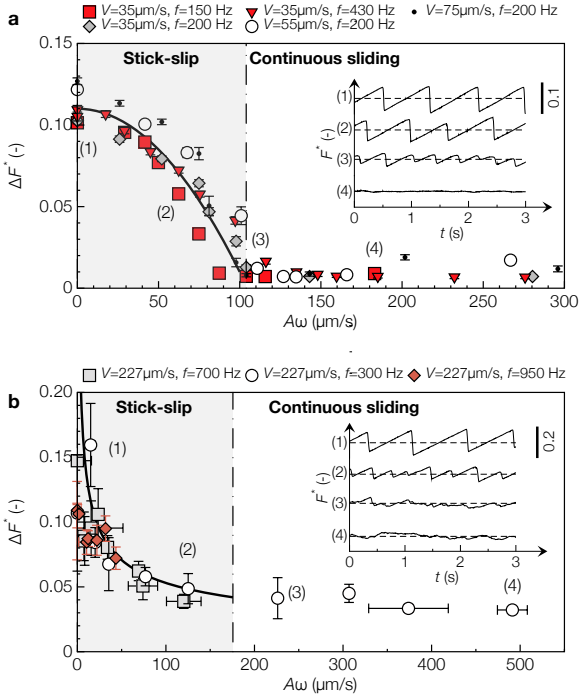 V=35µm/s, f=150 Hz V=35µm/s, f=430 Hz V=75µm/s, f=200 Hz
V=35µm/s, f=200 Hz V=55µm/s, f=200 Hz
a
Stick-slip Continuous sliding
0.15
0.10
0.05
0
ΔF* (-)
(1)
(2)
(3)
(4)
(1)
(2)
(3)
(4)
F* (-)
0.1
0 1 2 3
t (s)
0 50 100 150 200 250 300
Aω (µm/s)
V=227µm/s, f=700 Hz V=227µm/s, f=300 Hz V=227µm/s, f=950 Hz
b
Stick-slip Continuous sliding
0.20
0.15
0.10
0.05
0
ΔF* (-)
(1)
(2)
(3)
(4)
(1)
(2)
(3)
(4)
F* (-)
0.2
0 1 2 3
t (s)
0 100 200 300 400 500
Aω (µm/s)